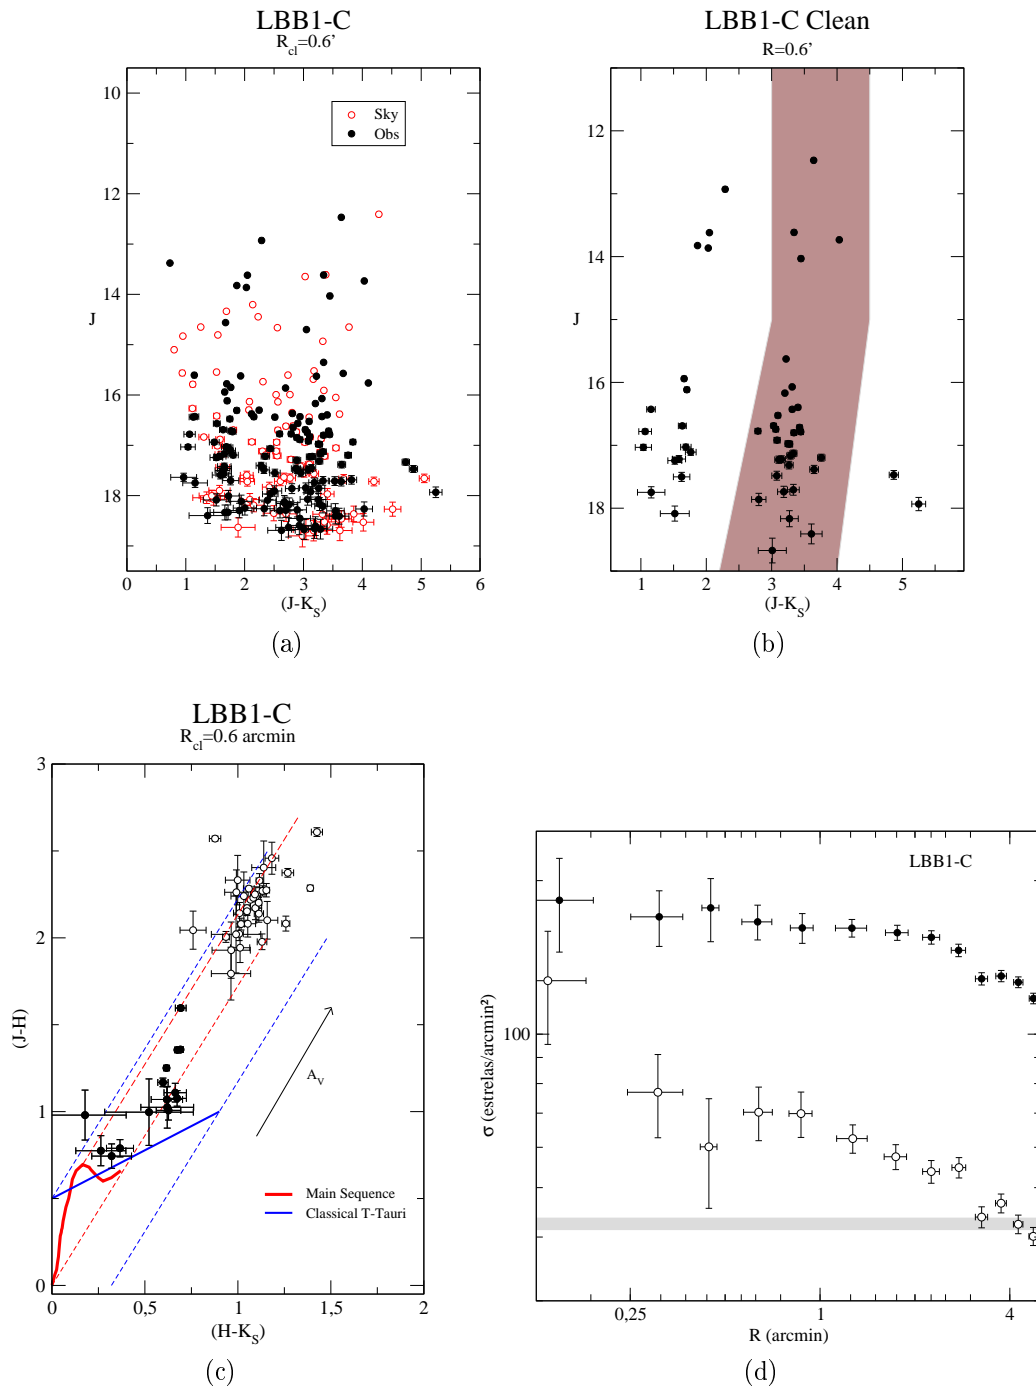 LBB1-C
R_cl=0.6'
10
12
14
16
18
J
Sky
Obs
0 1 2 3 4 5 6
(J-K_S)
(a)
LBB1-C Clean
R=0.6'
12
14
16
18
J
1 2 3 4 5
(J-K_S)
(b)
LBB1-C
R_cl=0.6 arcmin
3
2
1
0
(J-H)
A_V
Main Sequence
Classical T-Tauri
0 0,5 1 1,5 2
(H-K_S)
(c)
LBB1-C
100
σ (estrelas/arcmin²)
0,25 1 4
R (arcmin)
(d)